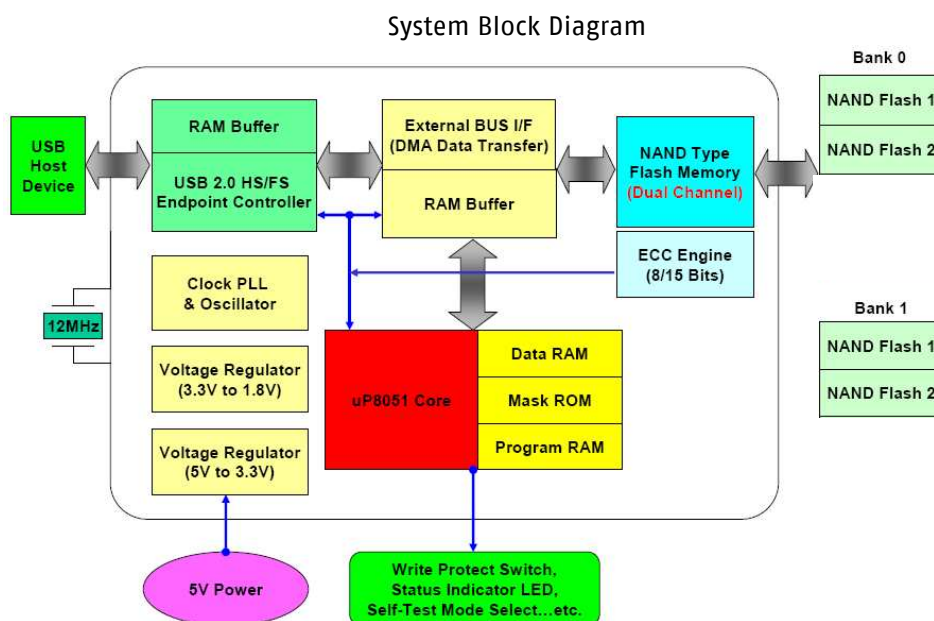 System Block Diagram
Bank 0
NAND Flash 1
NAND Flash 2
USB
Host
Device
RAM Buffer
USB 2.0 HS/FS
Endpoint Controller
External BUS I/F
(DMA Data Transfer)
RAM Buffer
NAND Type
Flash Memory
(Dual Channel)
ECC Engine
(8/15 Bits)
Clock PLL
& Oscillator
12MHz
Bank 1
NAND Flash 1
NAND Flash 2
Voltage Regulator
(3.3V to 1.8V)
uP8051 Core
Data RAM
Mask ROM
Program RAM
Voltage Regulator
(5V to 3.3V)
5V Power
Write Protect Switch,
Status Indicator LED,
Self-Test Mode Select...etc.